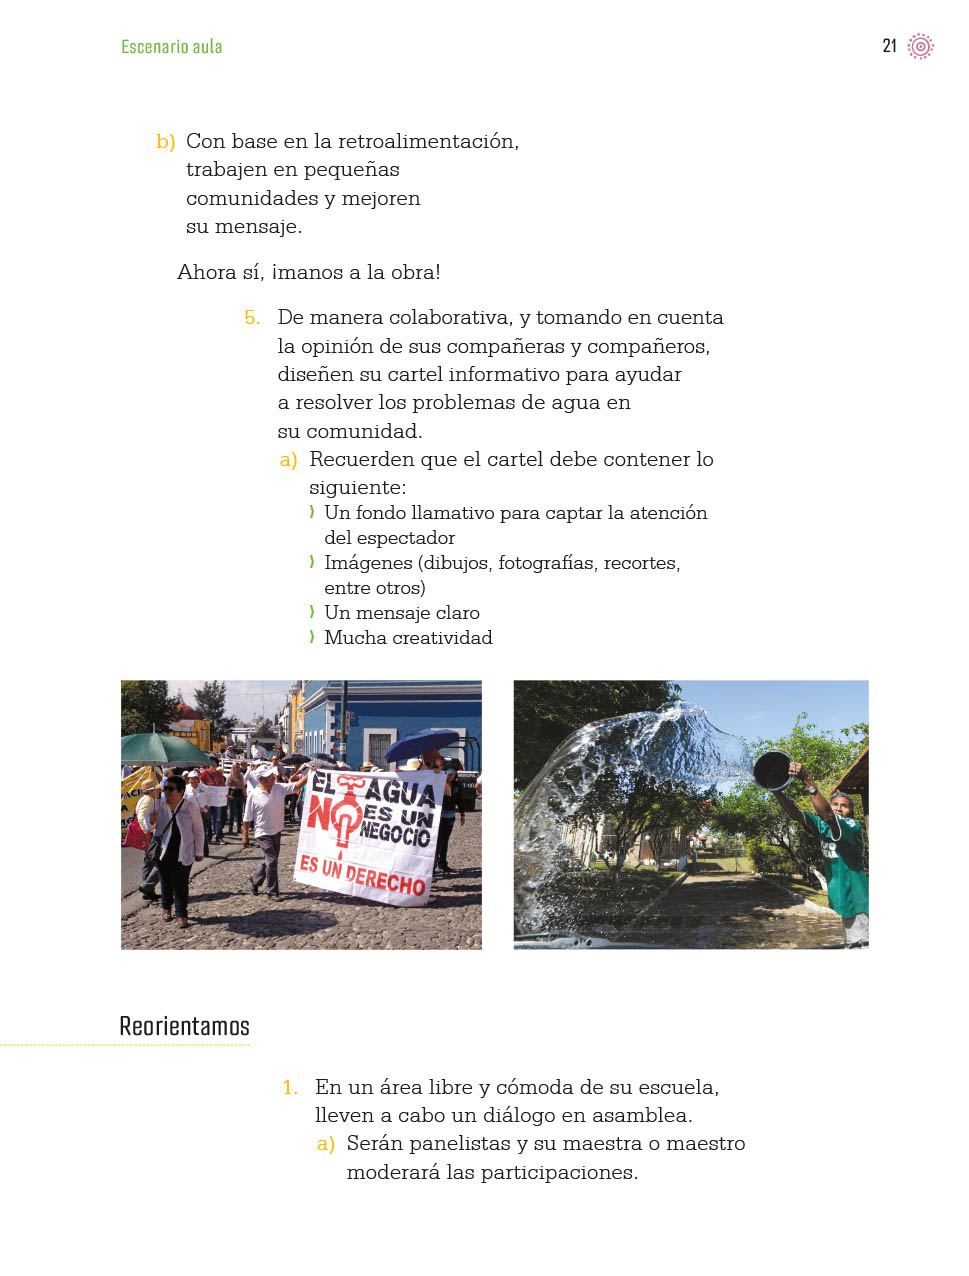 Escenario aula
21
b) Con base en la retroalimentación,
trabajen en pequeñas
comunidades y mejoren
su mensaje.
Ahora sí, ¡manos a la obra!
5. De manera colaborativa, y tomando en cuenta
la opinión de sus compañeras y compañeros,
diseñen su cartel informativo para ayudar
a resolver los problemas de agua en
su comunidad.
a) Recuerden que el cartel debe contener lo
siguiente:
⟩ Un fondo llamativo para captar la atención
del espectador
⟩ Imágenes (dibujos, fotografías, recortes,
entre otros)
⟩ Un mensaje claro
⟩ Mucha creatividad
EL AGUA
NO ES UN
NEGOCiO
ES UN DERECHO
Reorientamos
1. En un área libre y cómoda de su escuela,
lleven a cabo un diálogo en asamblea.
a) Serán panelistas y su maestra o maestro
moderará las participaciones.